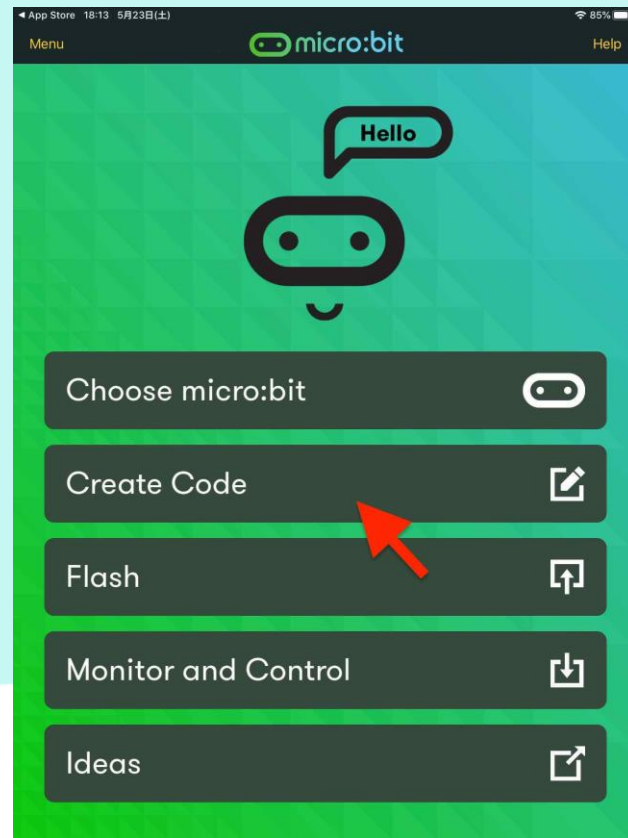 App Store 18:13 5月23日(土) 85%
Menu micro:bit Help
Hello
Choose micro:bit
Create Code
Flash
Monitor and Control
Ideas